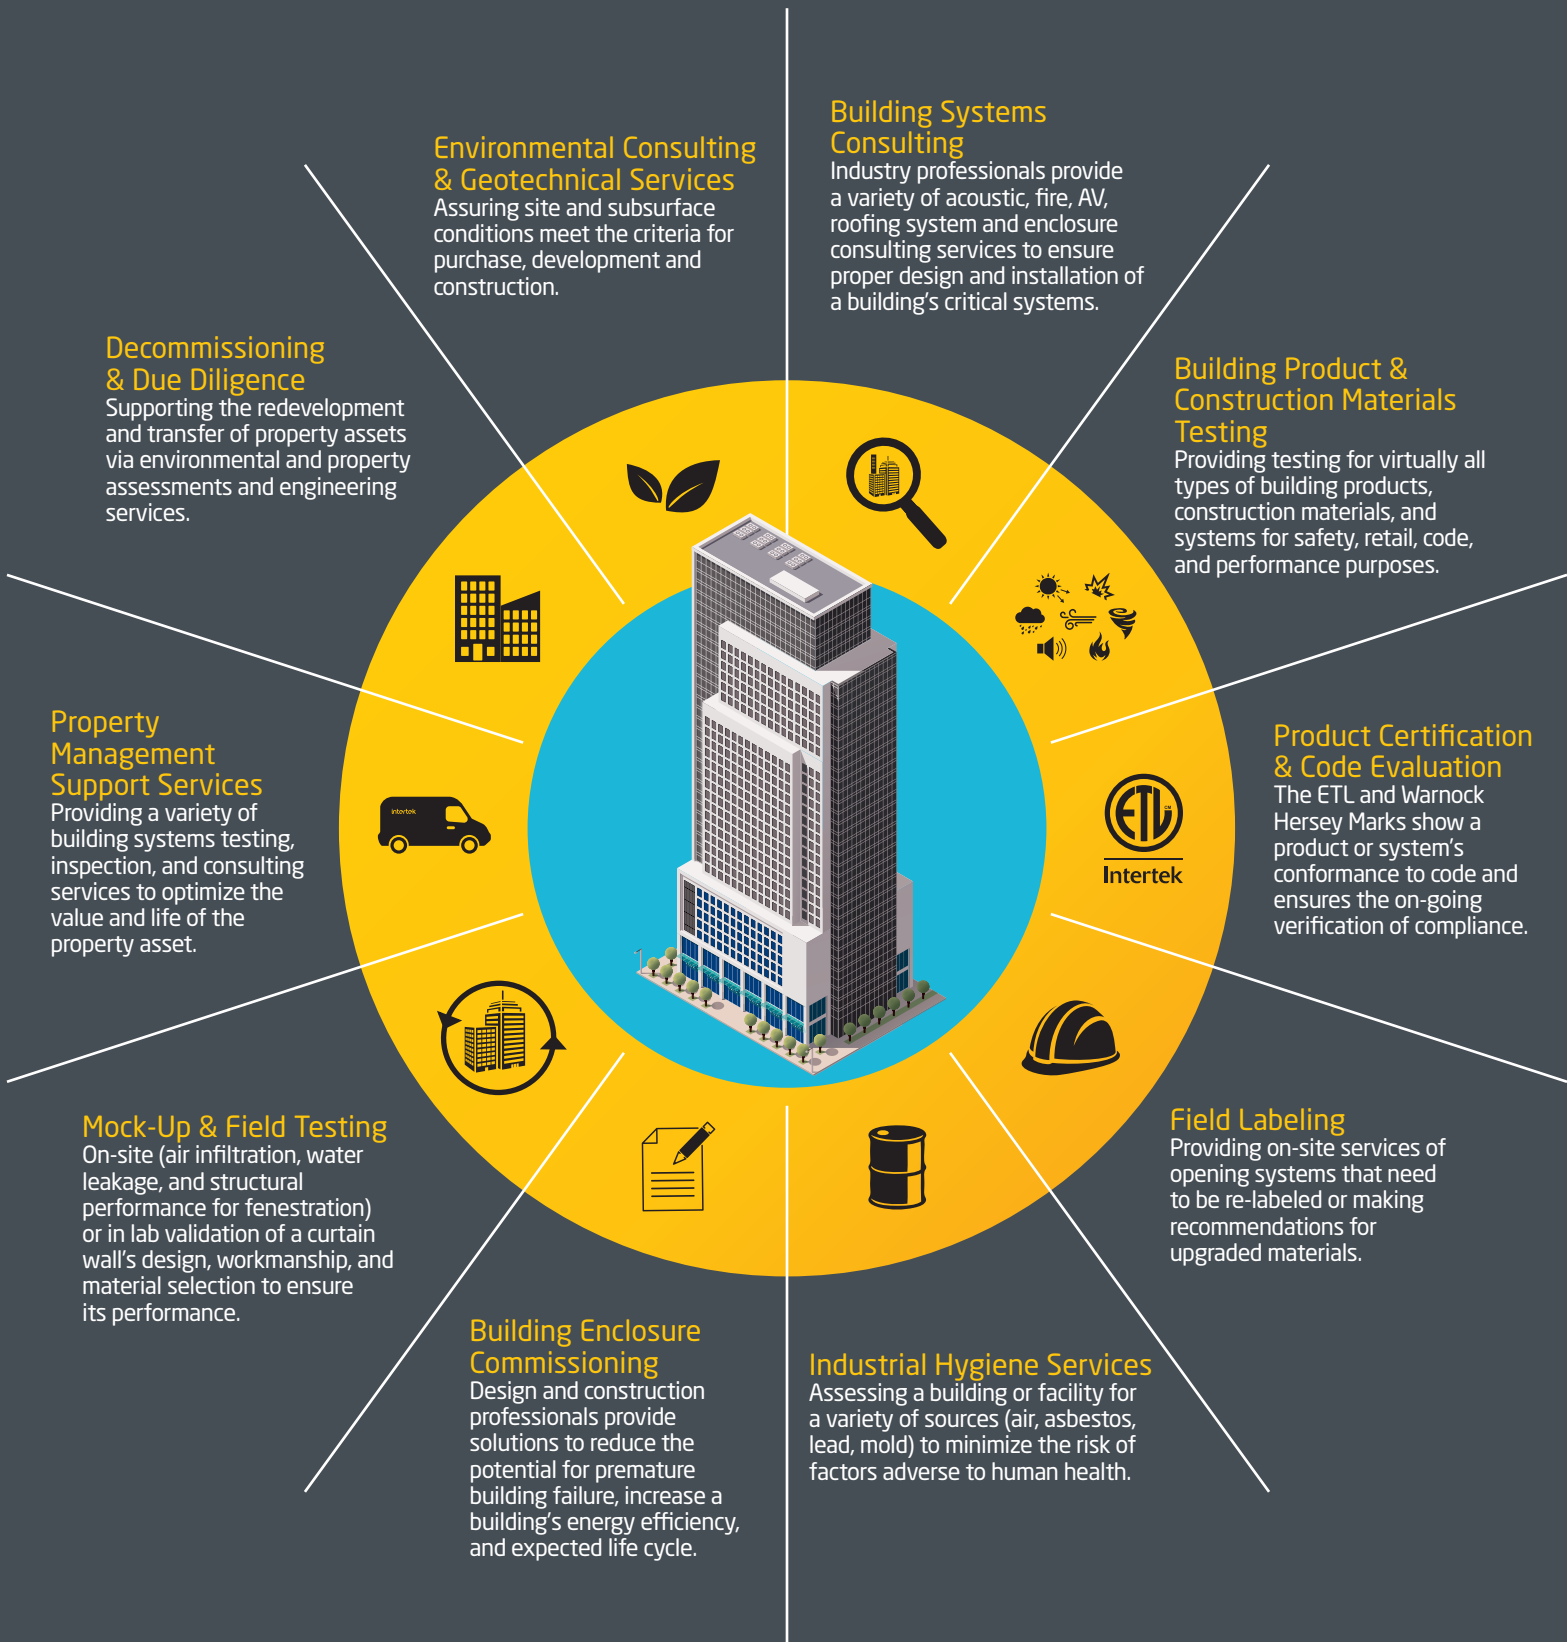 Building Systems
Consulting
Industry professionals provide
a variety of acoustic, fire, AV,
roofing system and enclosure
consulting services to ensure
proper design and installation of
a building's critical systems.
Building Product &
Construction Materials
Testing
Providing testing for virtually all
types of building products,
construction materials, and
systems for safety, retail, code,
and performance purposes.
Product Certification
& Code Evaluation
The ETL and Warnock
Hersey Marks show a
product or system's
conformance to code and
ensures the on-going
verification of compliance.
ETL
CM
Intertek
Field Labeling
Providing on-site services of
opening systems that need
to be re-labeled or making
recommendations for
upgraded materials.
Industrial Hygiene Services
Assessing a building or facility for
a variety of sources (air, asbestos,
lead, mold) to minimize the risk of
factors adverse to human health.
Building Enclosure
Commissioning
Design and construction
professionals provide
solutions to reduce the
potential for premature
building failure, increase a
building's energy efficiency,
and expected life cycle.
Mock-Up & Field Testing
On-site (air infiltration, water
leakage, and structural
performance for fenestration)
or in lab validation of a curtain
wall's design, workmanship, and
material selection to ensure
its performance.
Property
Management
Support Services
Providing a variety of
building systems testing,
inspection, and consulting
services to optimize the
value and life of the
property asset.
intertek
Decommissioning
& Due Diligence
Supporting the redevelopment
and transfer of property assets
via environmental and property
assessments and engineering
services.
Environmental Consulting
& Geotechnical Services
Assuring site and subsurface
conditions meet the criteria for
purchase, development and
construction.